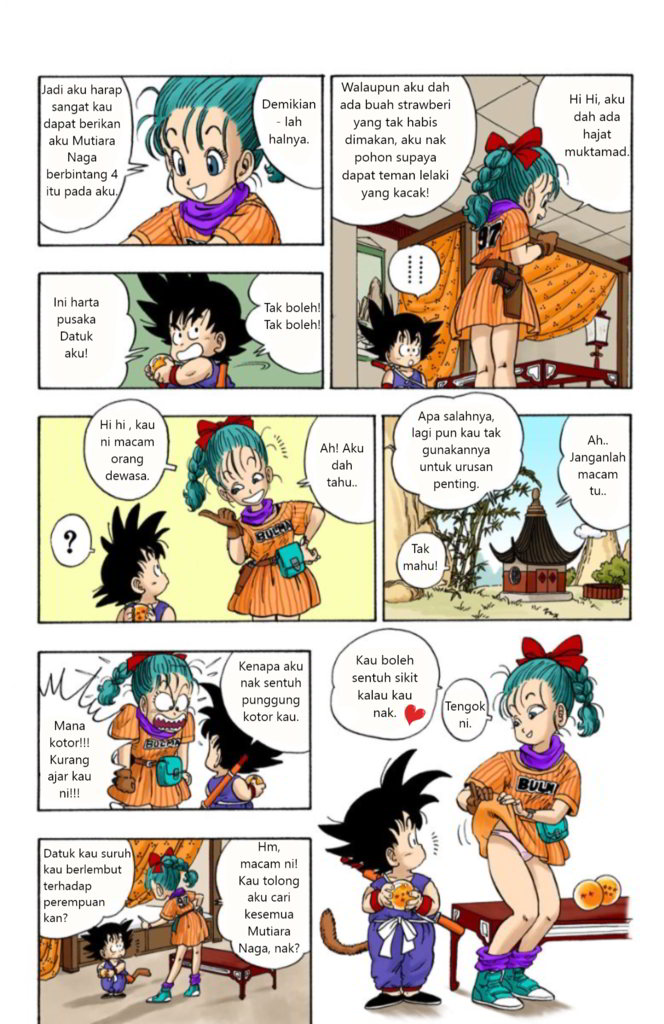 Hi Hi, aku
dah ada
hajat
muktamad.
Walaupun aku dah
ada buah strawberi
yang tak habis
dimakan, aku nak
pohon supaya
dapat teman lelaki
yang kacak!
97
Demikian
- lah
halnya.
Jadi aku harap
sangat kau
dapat berikan
aku Mutiara
Naga
berbintang 4
itu pada aku.
Tak boleh!
Tak boleh!
Ini harta
pusaka
Datuk
aku!
Ah..
Janganlah
macam
tu..
Apa salahnya,
lagi pun kau tak
gunakannya
untuk urusan
penting.
Tak
mahu!
Ah! Aku
dah
tahu..
Hi hi , kau
ni macam
orang
dewasa.
?
BULMA
Tengok
ni.
Kau boleh
sentuh sikit
kalau kau
nak.
BULM
Kenapa aku
nak sentuh
punggung
kotor kau.
Mana
kotor!!!
Kurang
ajar kau
ni!!!
BULMA
Hm,
macam ni!
Kau tolong
aku cari
kesemua
Mutiara
Naga, nak?
Datuk kau suruh
kau berlembut
terhadap
perempuan
kan?